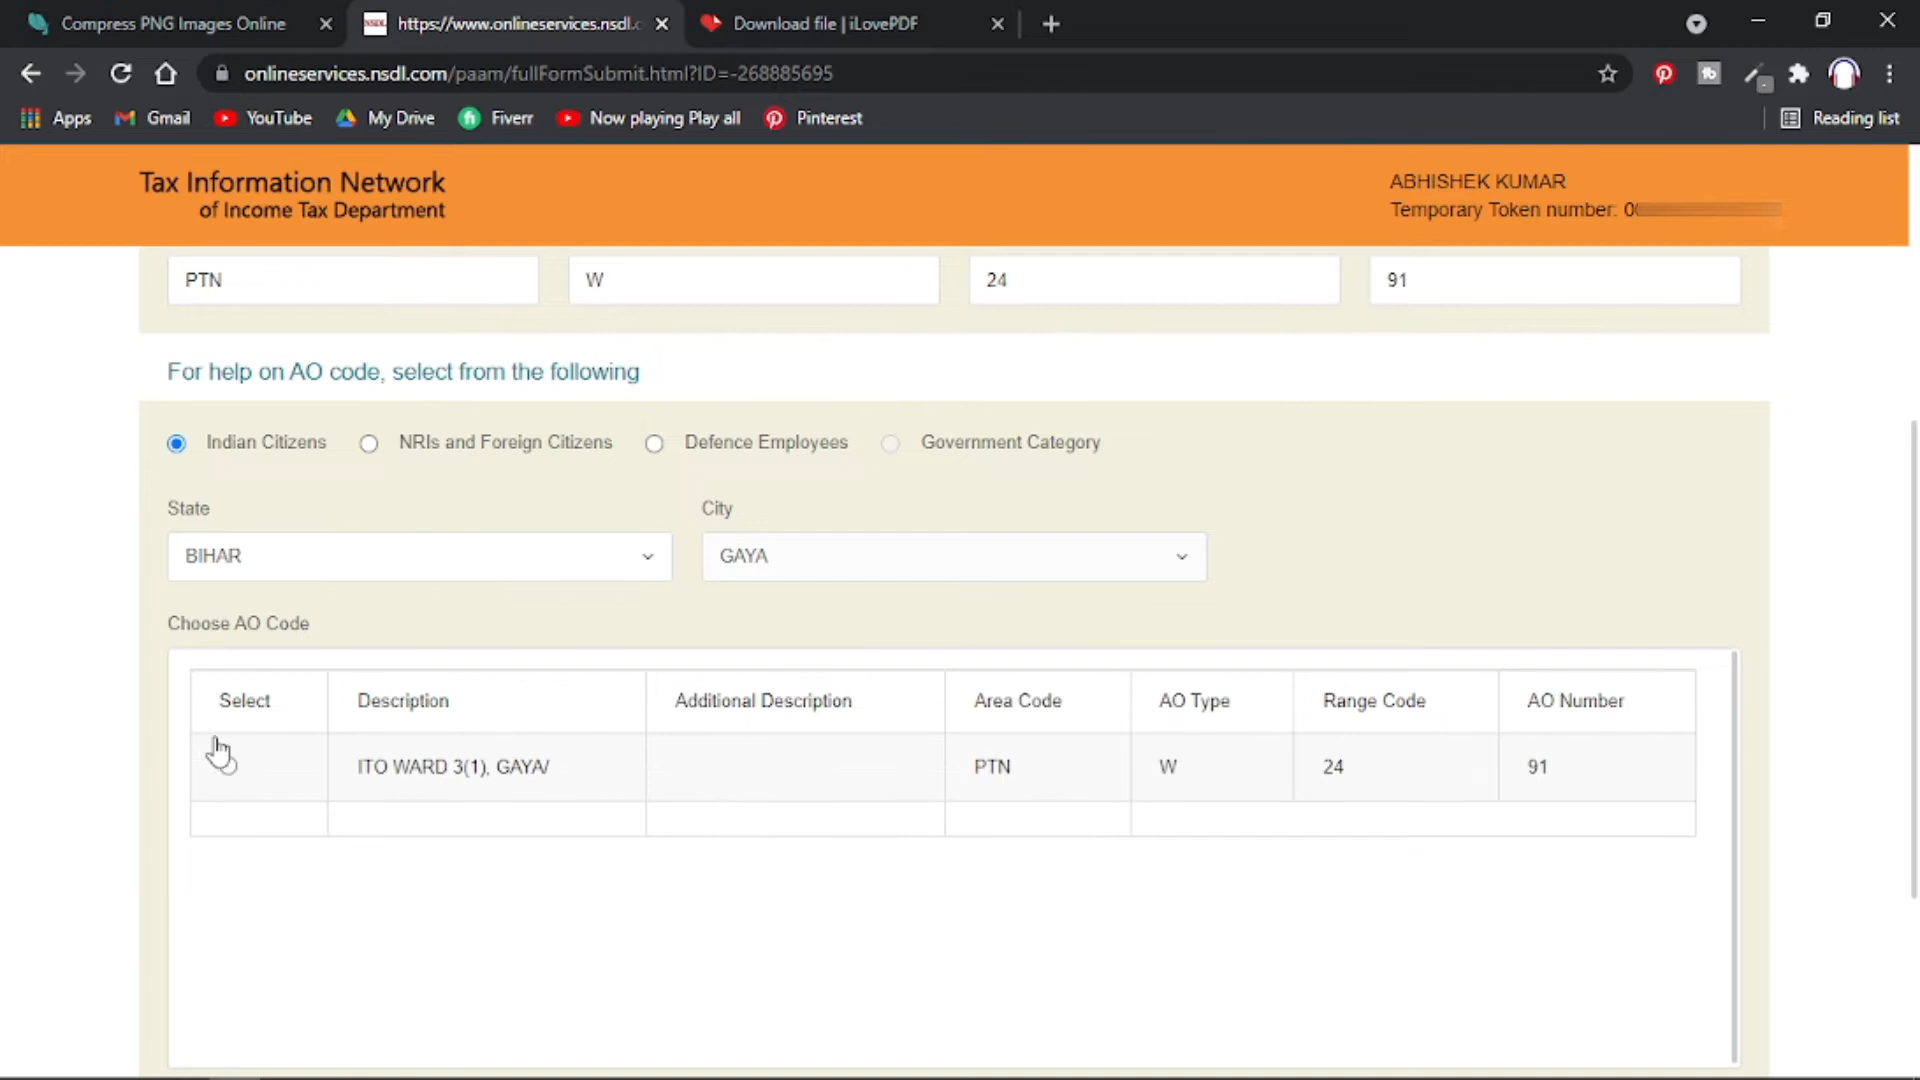 Compress PNG Images Online
https://www.onlineservices.nsdl.c
Download file | iLovePDF
onlineservices.nsdl.com/paam/fullFormSubmit.html?ID=-268885695
Apps
Gmail
YouTube
My Drive
Fiverr
Now playing Play all
Pinterest
Reading list
Tax Information Network
of Income Tax Department
ABHISHEK KUMAR
Temporary Token number: 0
PTN
W
24
91
For help on AO code, select from the following
Indian Citizens
NRIs and Foreign Citizens
Defence Employees
Government Category
State
City
BIHAR
GAYA
Choose AO Code
Select
Description
Additional Description
Area Code
AO Type
Range Code
AO Number
ITO WARD 3(1), GAYA/
PTN
W
24
91